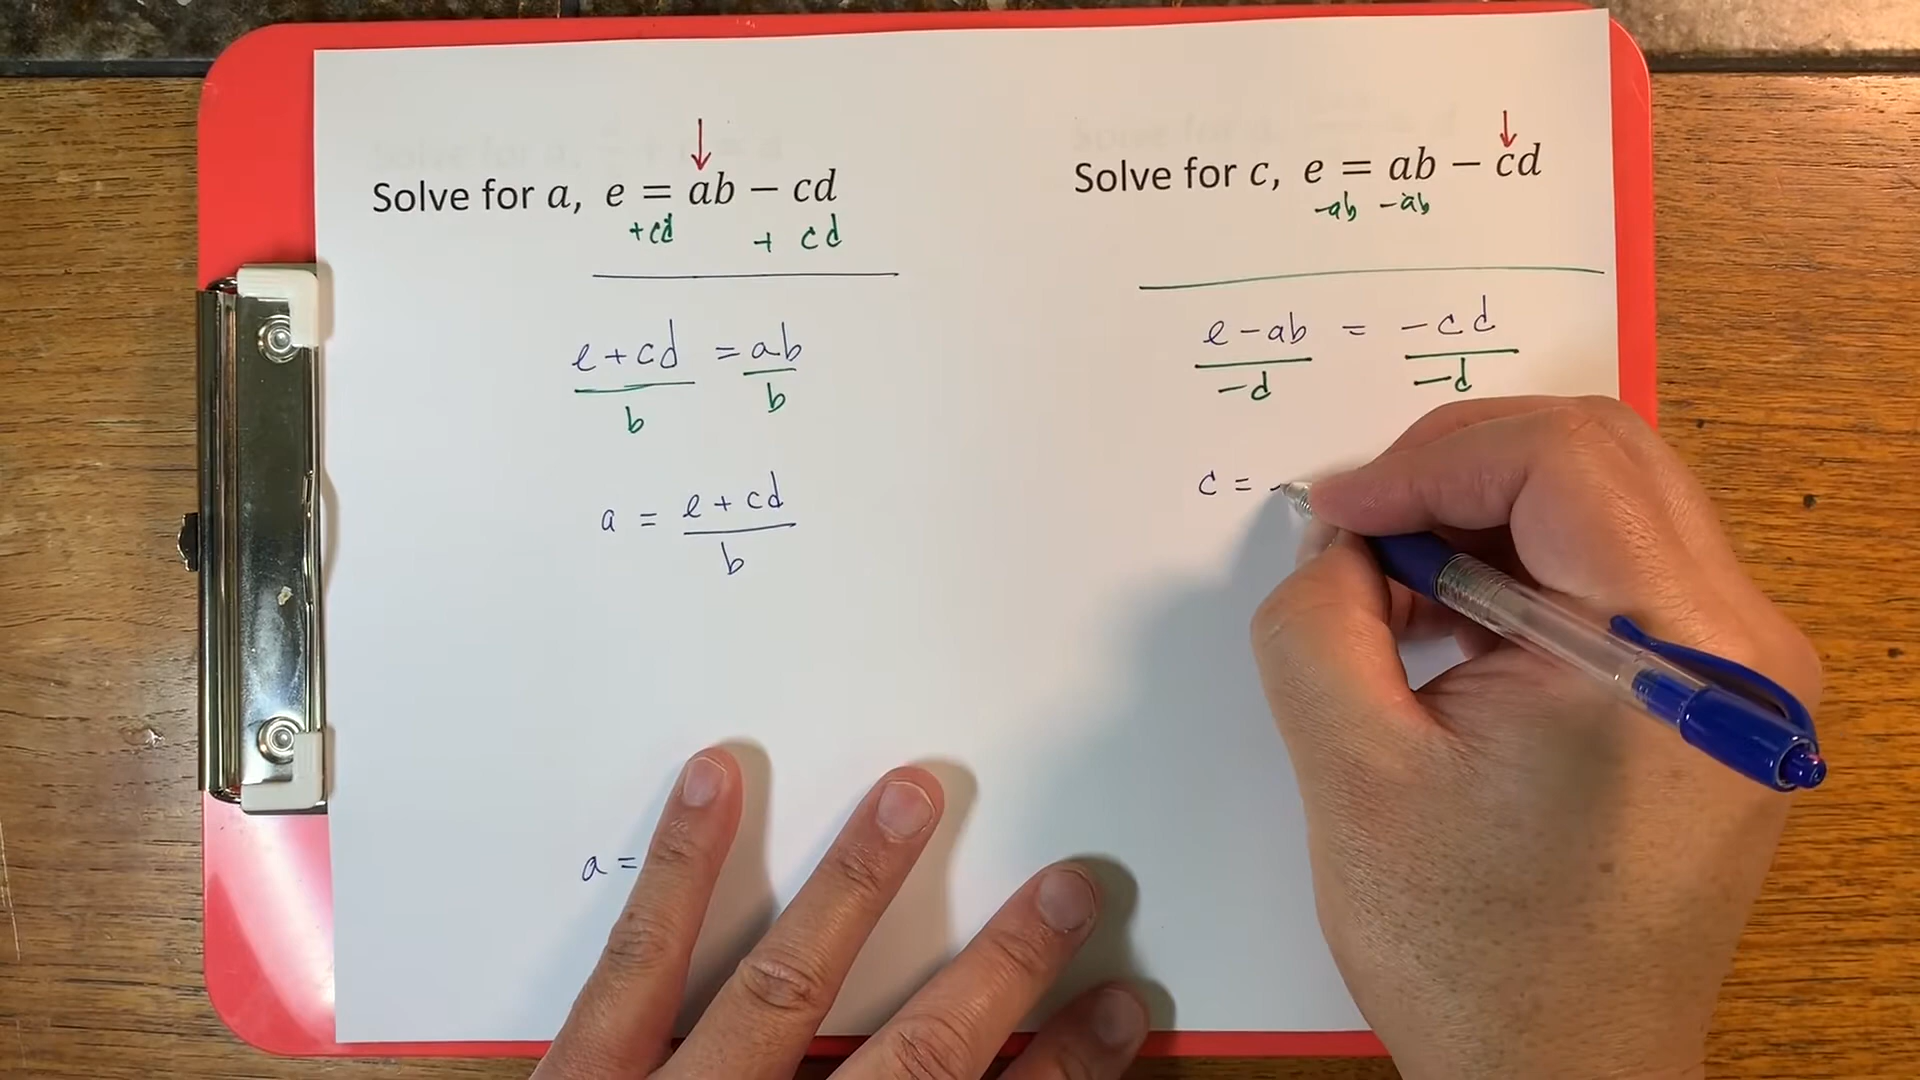 Solve for a, e = ab − cd
+cd + cd
e+cd = ab
b b
a = e + cd
b
a =
Solve for c, e = ab − cd
-ab -ab
e-ab = -cd
-d -d
c = -